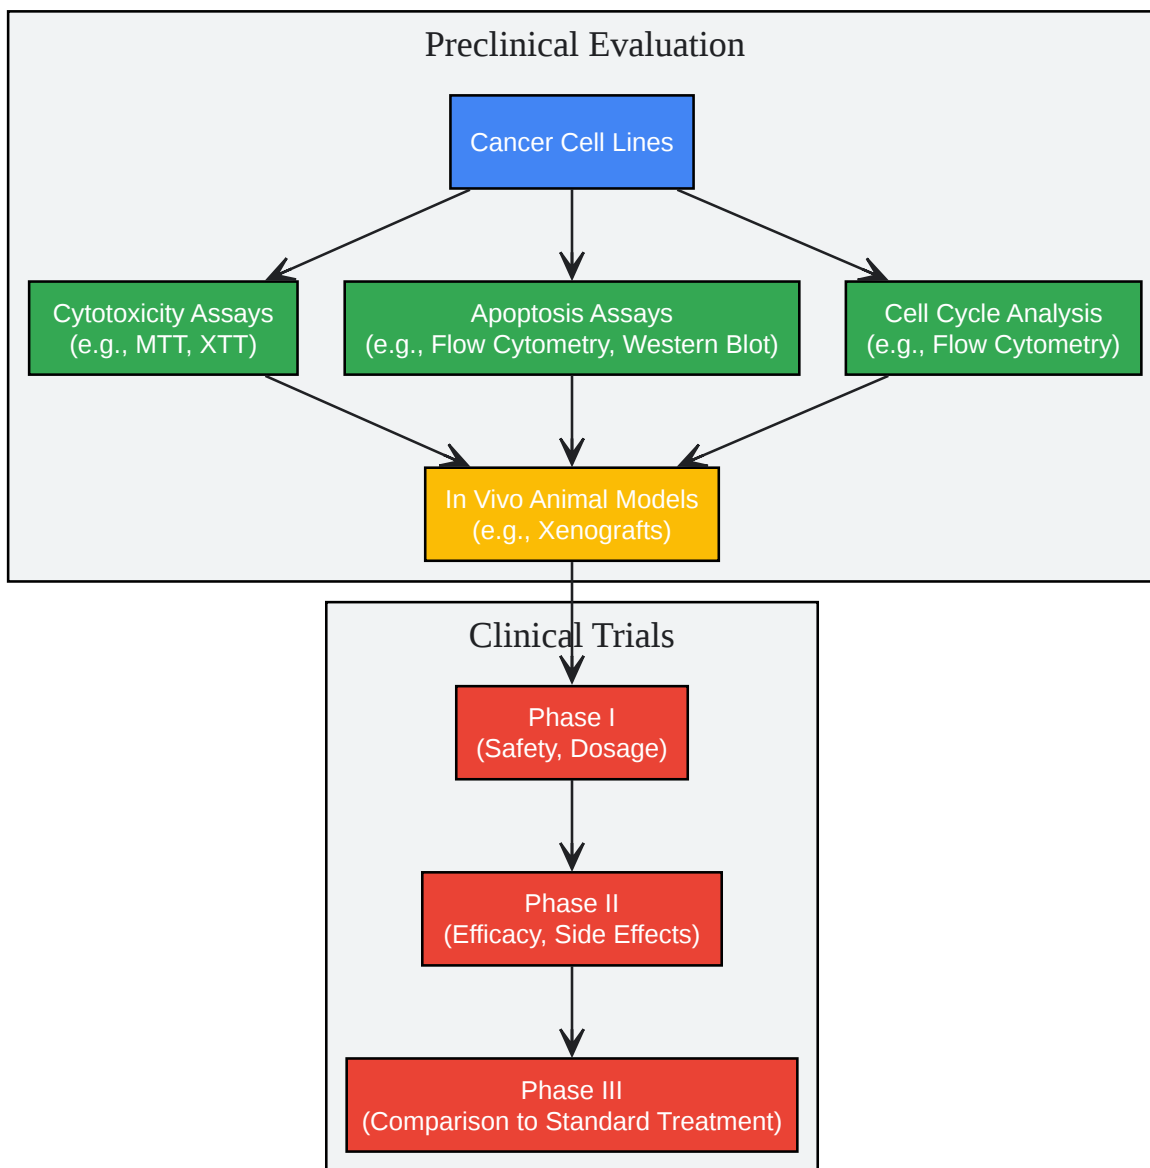 Preclinical Evaluation
Cancer Cell Lines
Cytotoxicity Assays
(e.g., MTT, XTT)
Apoptosis Assays
(e.g., Flow Cytometry, Western Blot)
Cell Cycle Analysis
(e.g., Flow Cytometry)
In Vivo Animal Models
(e.g., Xenografts)
Clinical Trials
Phase I
(Safety, Dosage)
Phase II
(Efficacy, Side Effects)
Phase III
(Comparison to Standard Treatment)